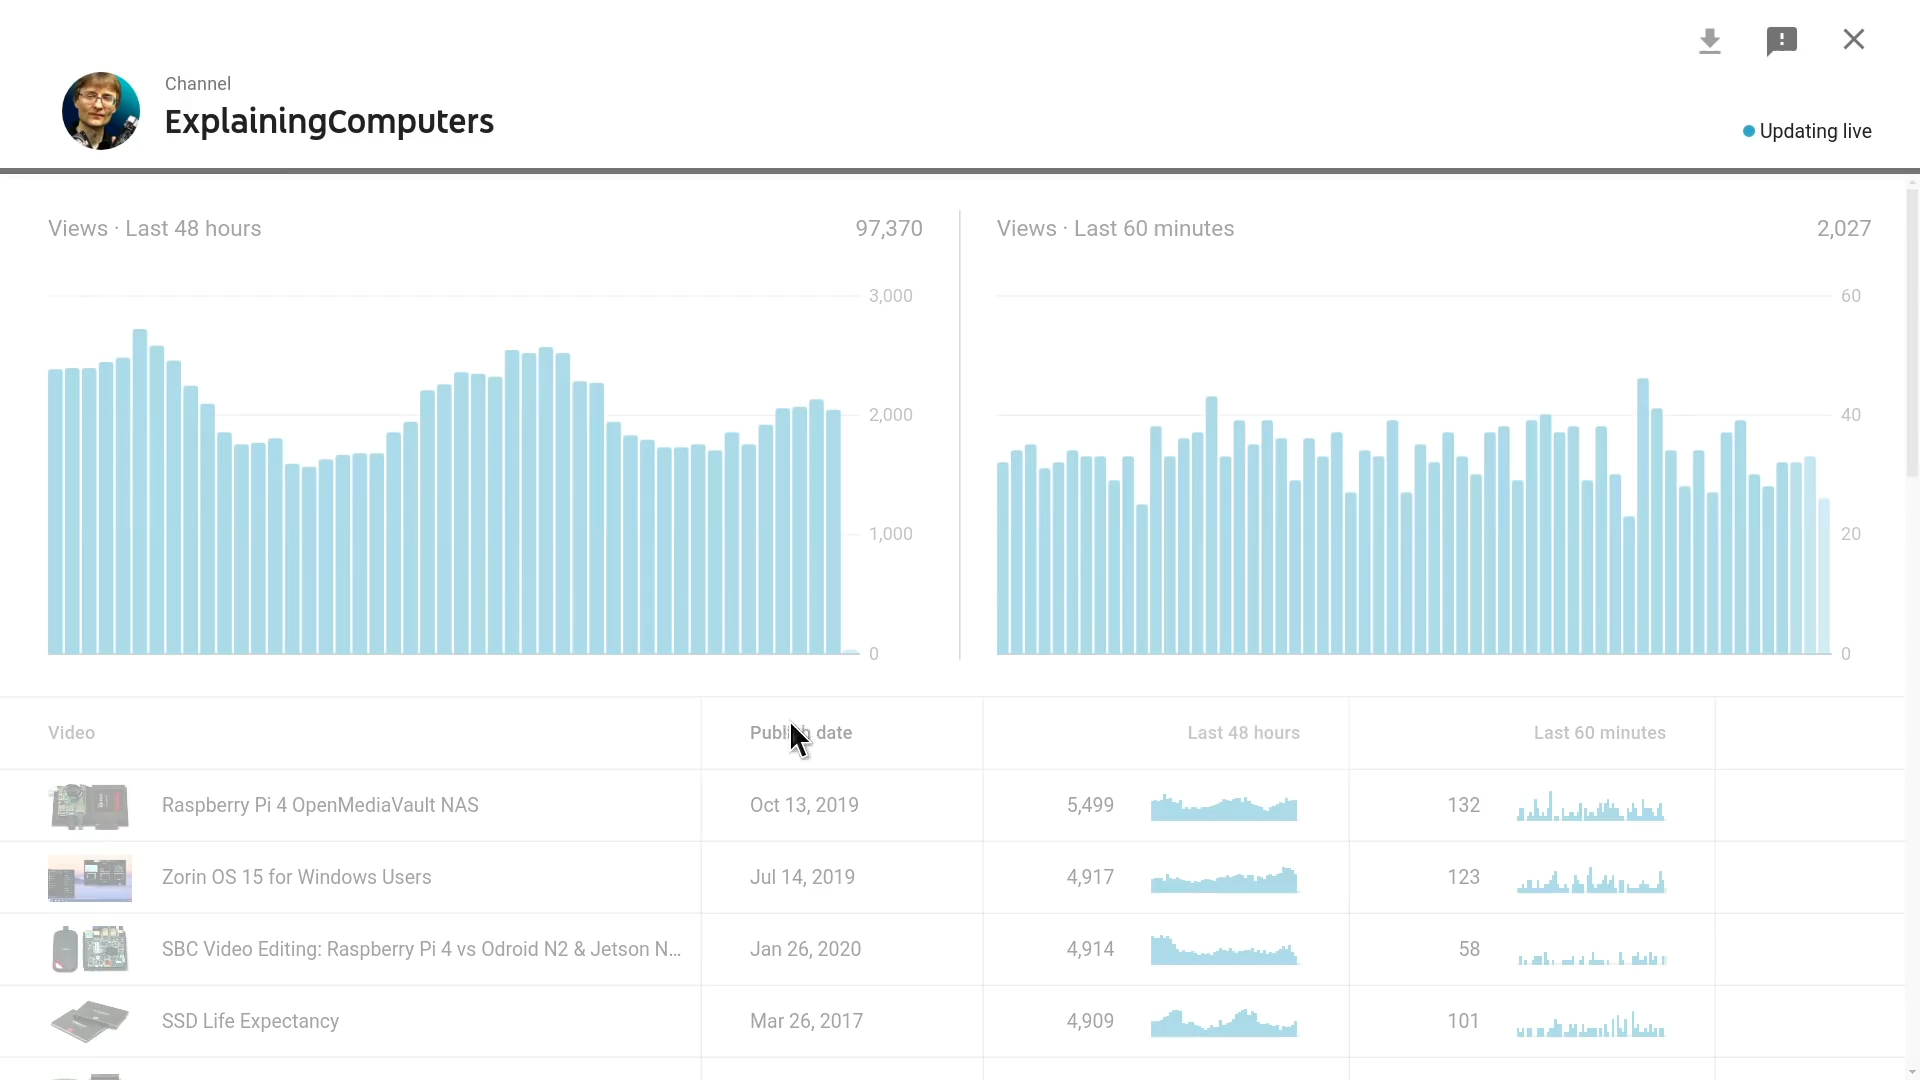 Channel
ExplainingComputers
Updating live
Views · Last 48 hours 97,370
Views · Last 60 minutes 2,027
3,000
2,000
1,000
0
60
40
20
0
Video Publish date Last 48 hours Last 60 minutes
Raspberry Pi 4 OpenMediaVault NAS Oct 13, 2019 5,499 132
Zorin OS 15 for Windows Users Jul 14, 2019 4,917 123
SBC Video Editing: Raspberry Pi 4 vs Odroid N2 & Jetson N... Jan 26, 2020 4,914 58
SSD Life Expectancy Mar 26, 2017 4,909 101